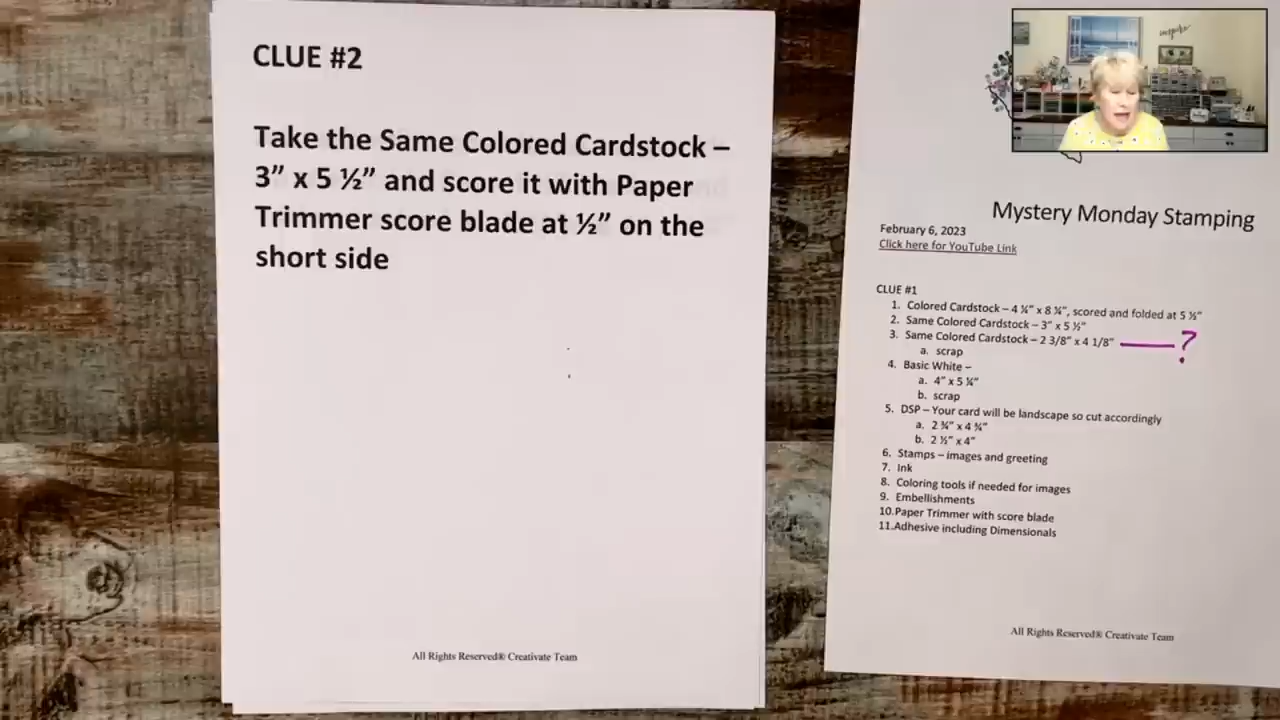 CLUE #2
Take the Same Colored Cardstock –
3” x 5 ½” and score it with Paper
Trimmer score blade at ½” on the
short side
All Rights Reserved® Creativate Team
inspire
Mystery Monday Stamping
February 6, 2023
Click here for YouTube Link
CLUE #1
1. Colored Cardstock – 4 ¼” x 8 ¼”, scored and folded at 5 ½”
2. Same Colored Cardstock – 3” x 5 ½”
3. Same Colored Cardstock – 2 3/8” x 4 1/8” ?
a. scrap
4. Basic White –
a. 4” x 5 ¼”
b. scrap
5. DSP – Your card will be landscape so cut accordingly
a. 2 ¾” x 4 ¾”
b. 2 ½” x 4”
6. Stamps – images and greeting
7. Ink
8. Coloring tools if needed for images
9. Embellishments
10.Paper Trimmer with score blade
11.Adhesive including Dimensionals
All Rights Reserved® Creativate Team